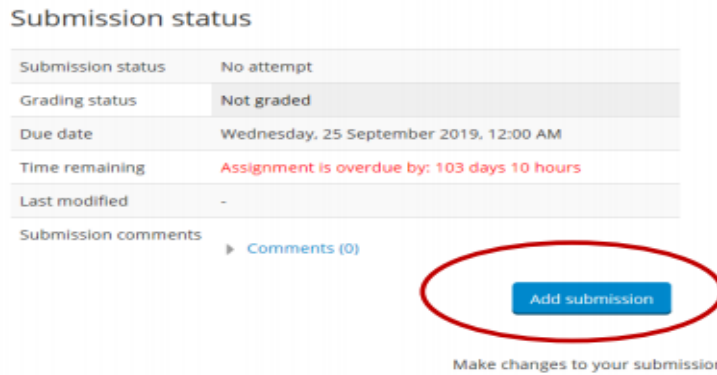 Submission status
Submission status No attempt
Grading status Not graded
Due date Wednesday, 25 September 2019, 12:00 AM
Time remaining Assignment is overdue by: 103 days 10 hours
Last modified -
Submission comments Comments (0)
Add submission
Make changes to your submission